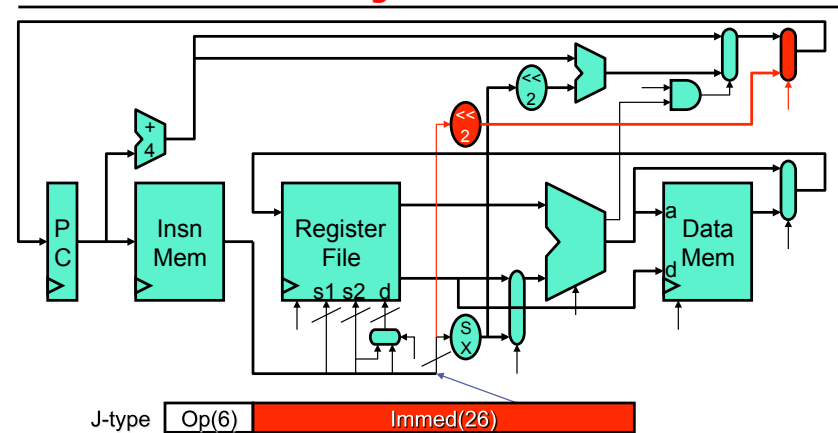 <<
2
<<
2
+
4
P
C
Insn
Mem
Register
File
s1 s2 d
a
Data
Mem
d
S
X
J-type Op(6) Immed(26)